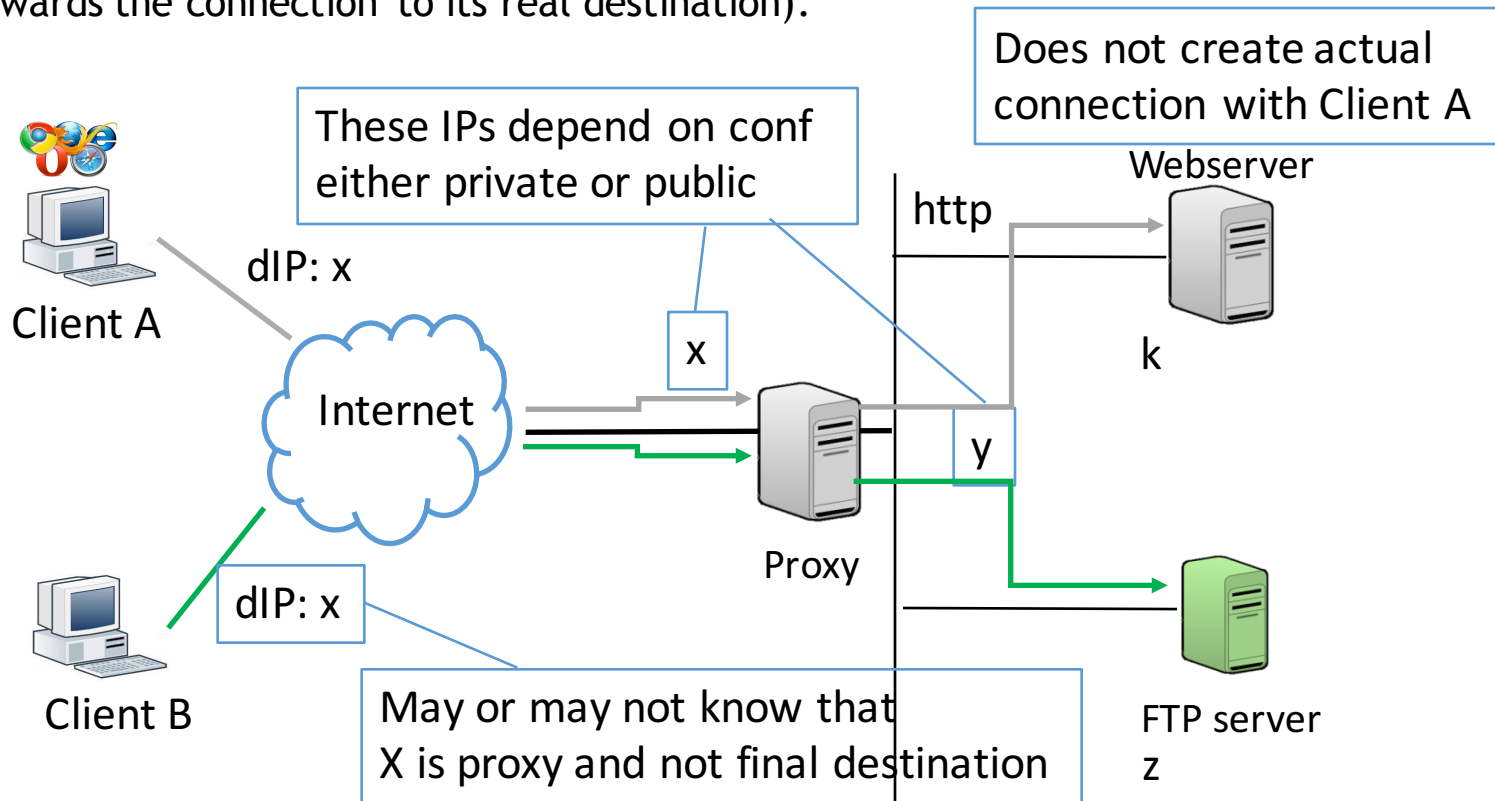 wards the connection to its real destination).
Does not create actual
connection with Client A
These IPs depend on conf
either private or public
Webserver
http
dIP: x
Client A
x
k
Internet
y
Proxy
dIP: x
Client B
May or may not know that
X is proxy and not final destination
FTP server
z